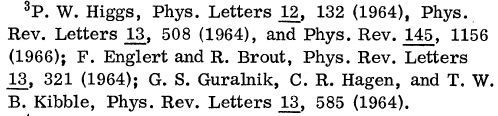 ³P. W. Higgs, Phys. Letters 12, 132 (1964), Phys.
Rev. Letters 13, 508 (1964), and Phys. Rev. 145, 1156
(1966); F. Englert and R. Brout, Phys. Rev. Letters
13, 321 (1964); G. S. Guralnik, C. R. Hagen, and T. W.
B. Kibble, Phys. Rev. Letters 13, 585 (1964).